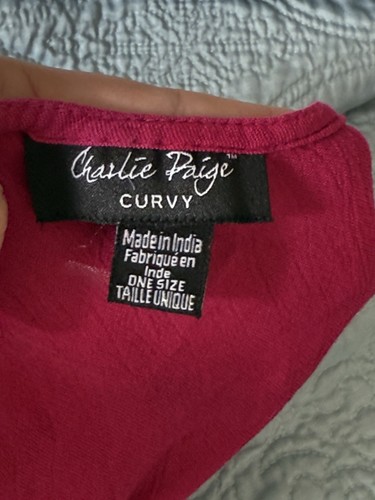 Charlie Paige™
CURVY
Made in India
Fabriqué en
Inde
ONE SIZE
TAILLE UNIQUE